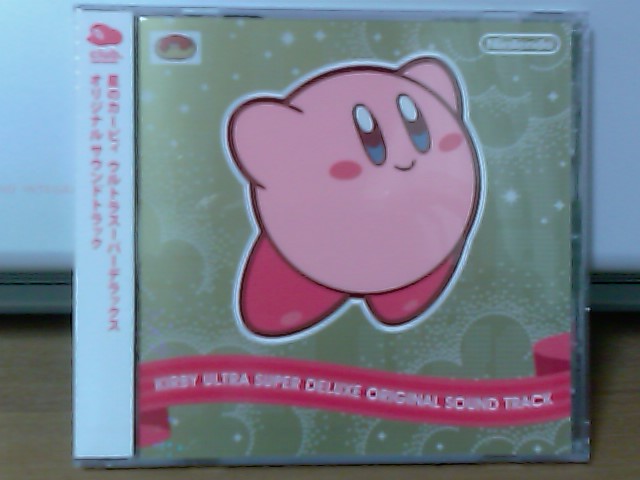 Nintendo
club
星のカービィ ウルトラスーパーデラックス
オリジナル サウンドトラック
KIRBY ULTRA SUPER DELUXE ORIGINAL SOUND TRACK